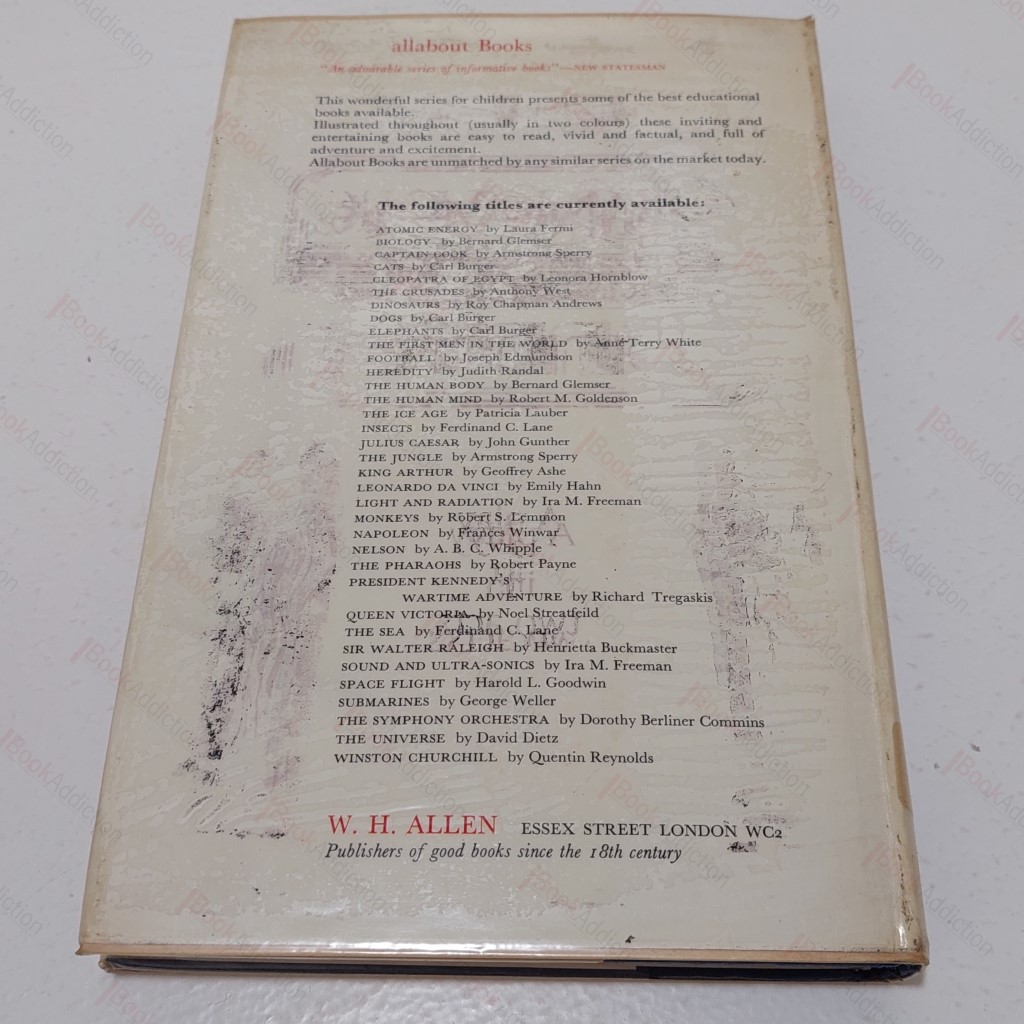 allabout Books
"An admirable series of informative books"—NEW STATESMAN
This wonderful series for children presents some of the best educational
books available.
Illustrated throughout (usually in two colours) these inviting and
entertaining books are easy to read, vivid and factual, and full of
adventure and excitement.
Allabout Books are unmatched by any similar series on the market today.
The following titles are currently available:
ATOMIC ENERGY by Laura Fermi
BIOLOGY by Bernard Glemser
CAPTAIN COOK by Armstrong Sperry
CATS by Carl Burger
CLEOPATRA OF EGYPT by Leonora Hornblow
THE CRUSADES by Anthony West
DINOSAURS by Roy Chapman Andrews
DOGS by Carl Burger
ELEPHANTS by Carl Burger
THE FIRST MEN IN THE WORLD by Anne Terry White
FOOTBALL by Joseph Edmundson
HEREDITY by Judith Randal
THE HUMAN BODY by Bernard Glemser
THE HUMAN MIND by Robert M. Goldenson
THE ICE AGE by Patricia Lauber
INSECTS by Ferdinand C. Lane
JULIUS CAESAR by John Gunther
THE JUNGLE by Armstrong Sperry
KING ARTHUR by Geoffrey Ashe
LEONARDO DA VINCI by Emily Hahn
LIGHT AND RADIATION by Ira M. Freeman
MONKEYS by Robert S. Lemmon
NAPOLEON by Frances Winwar
NELSON by A. B. C. Whipple
THE PHARAOHS by Robert Payne
PRESIDENT KENNEDY'S
WARTIME ADVENTURE by Richard Tregaskis
QUEEN VICTORIA by Noel Streatfeild
THE SEA by Ferdinand C. Lane
SIR WALTER RALEIGH by Henrietta Buckmaster
SOUND AND ULTRA-SONICS by Ira M. Freeman
SPACE FLIGHT by Harold L. Goodwin
SUBMARINES by George Weller
THE SYMPHONY ORCHESTRA by Dorothy Berliner Commins
THE UNIVERSE by David Dietz
WINSTON CHURCHILL by Quentin Reynolds
W. H. ALLEN ESSEX STREET LONDON WC2
Publishers of good books since the 18th century
BookAddiction